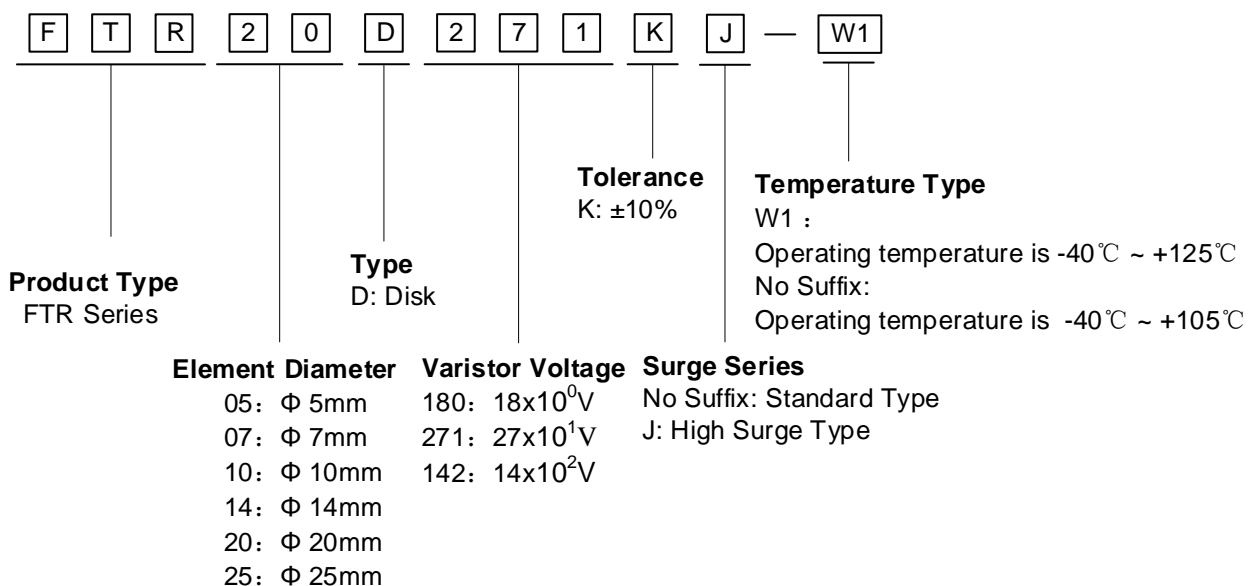 F T R 2 0 D 2 7 1 K J — W1
Tolerance
K: ±10%
Temperature Type
W1：
Operating temperature is -40℃ ~ +125℃
No Suffix:
Operating temperature is -40℃ ~ +105℃
Type
D: Disk
Product Type
FTR Series
Element Diameter
05：Φ 5mm
07：Φ 7mm
10：Φ 10mm
14：Φ 14mm
20：Φ 20mm
25：Φ 25mm
Varistor Voltage
180：18x10⁰V
271：27x10¹V
142：14x10²V
Surge Series
No Suffix: Standard Type
J: High Surge Type